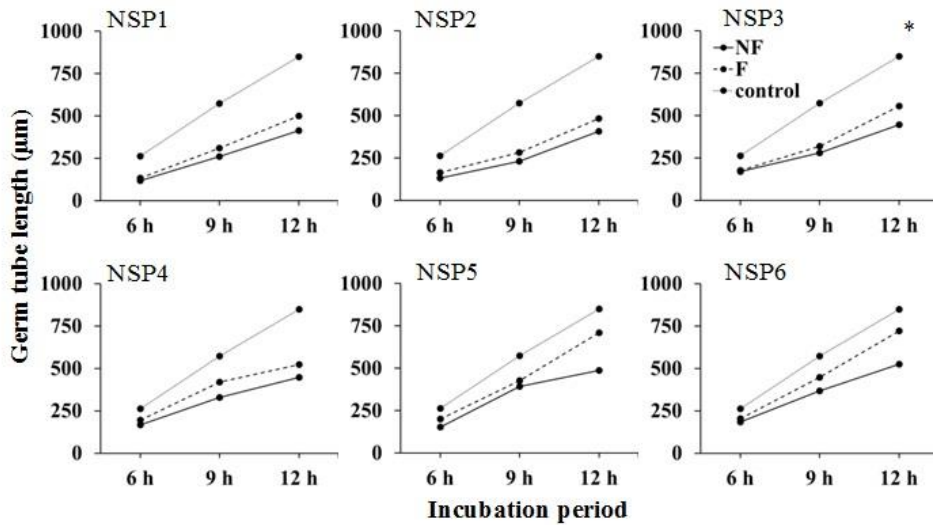 NSP1
NSP2
NSP3
*
1000
750
500
250
0
6 h 9 h 12 h
1000
750
500
250
0
6 h 9 h 12 h
1000
750
500
250
0
NF
F
control
6 h 9 h 12 h
Germ tube length (µm)
NSP4
NSP5
NSP6
1000
750
500
250
0
6 h 9 h 12 h
1000
750
500
250
0
6 h 9 h 12 h
1000
750
500
250
0
6 h 9 h 12 h
Incubation period